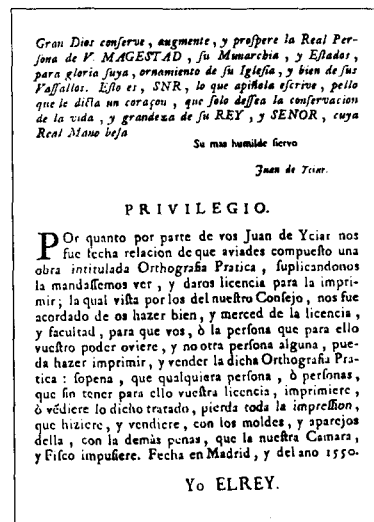 Gran Dios conserve, augmente, y prospere la Real Per-
sona de V. MAGESTAD, su Munarchia, y Estados,
para gloria suya, ornamiento de su Iglesia, y bien de sus
Vassallos. Esto es, SNR, lo que apiñola escrive, pello
que le dicta un coraçou, que solo dessea la conservacion
de la vida, y grandeza de su REY, y SENOR, cuya
Real Mano besa
Su mas humilde siervo
Juan de Yciar.
PRIVILEGIO.
POr quanto por parte de vos Juan de Yciar nos
fue fecha relacion de que aviades compuesto una
obra intitulada Orthografia Pratica, suplicandonos
la mandassemos ver, y daros licencia para la impri-
mir; la qual vista por los del nuestro Consejo, nos fue
acordado de os hazer bien, y merced de la licencia,
y facultad, para que vos, ò la persona que para ello
vuestro poder oviere, y no otra persona alguna, pue-
da hazer imprimir, y vender la dicha Orthografia Pra-
tica: sopena, que qualquiera persona, ò personas,
que sin tener para ello vuestra licencia, imprimiere,
ò vẽdiere lo dicho tratado, pierda toda la impression,
que hiziere, y vendiere, con los moldes, y aparejos
della, con la demàs penas, que la nuestra Camara,
y Fisco impusiere. Fecha en Madrid, y del ano 1550.
Yo ELREY.